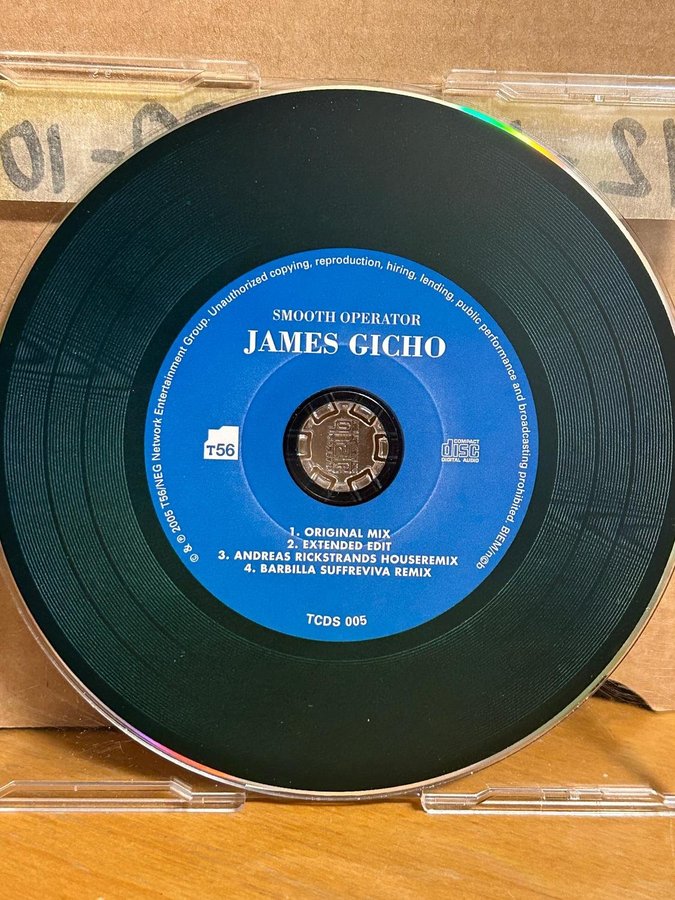 SMOOTH OPERATOR
JAMES GICHO
T56
COMPACT
disc
DIGITAL AUDIO
1. ORIGINAL MIX
2. EXTENDED EDIT
3. ANDREAS RICKSTRANDS HOUSEREMIX
4. BARBILLA SUFFREVIVA REMIX
TCDS 005
© & ℗ 2005 T56/NEG Network Entertainment Group. Unauthorized copying, reproduction, hiring, lending, public performance and broadcasting prohibited. BIEM/n©b